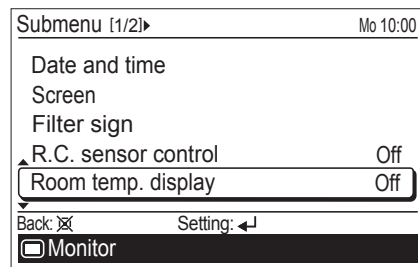 Submenu [1/2]▶ Mo 10:00
Date and time
Screen
Filter sign
R.C. sensor control Off
Room temp. display Off
Back: Setting:
Monitor